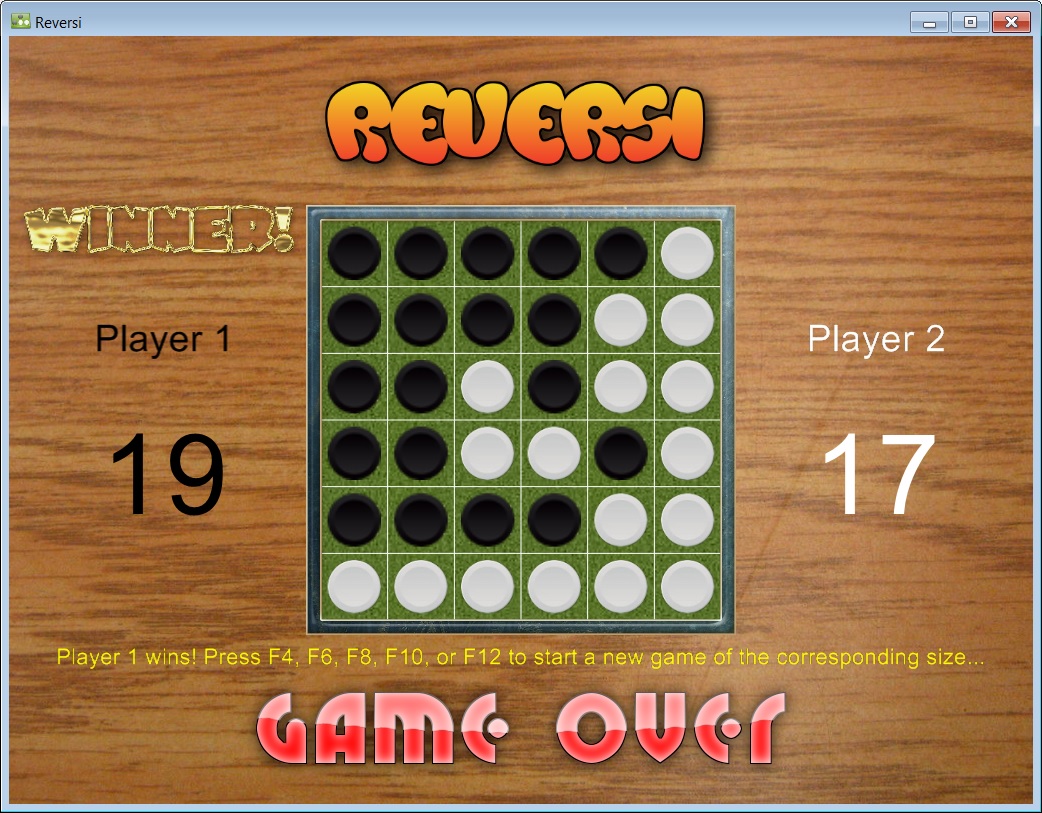 Reversi
REVERSI
WINNER!
Player 1
Player 2
19
17
Player 1 wins! Press F4, F6, F8, F10, or F12 to start a new game of the corresponding size...
GAME OVER